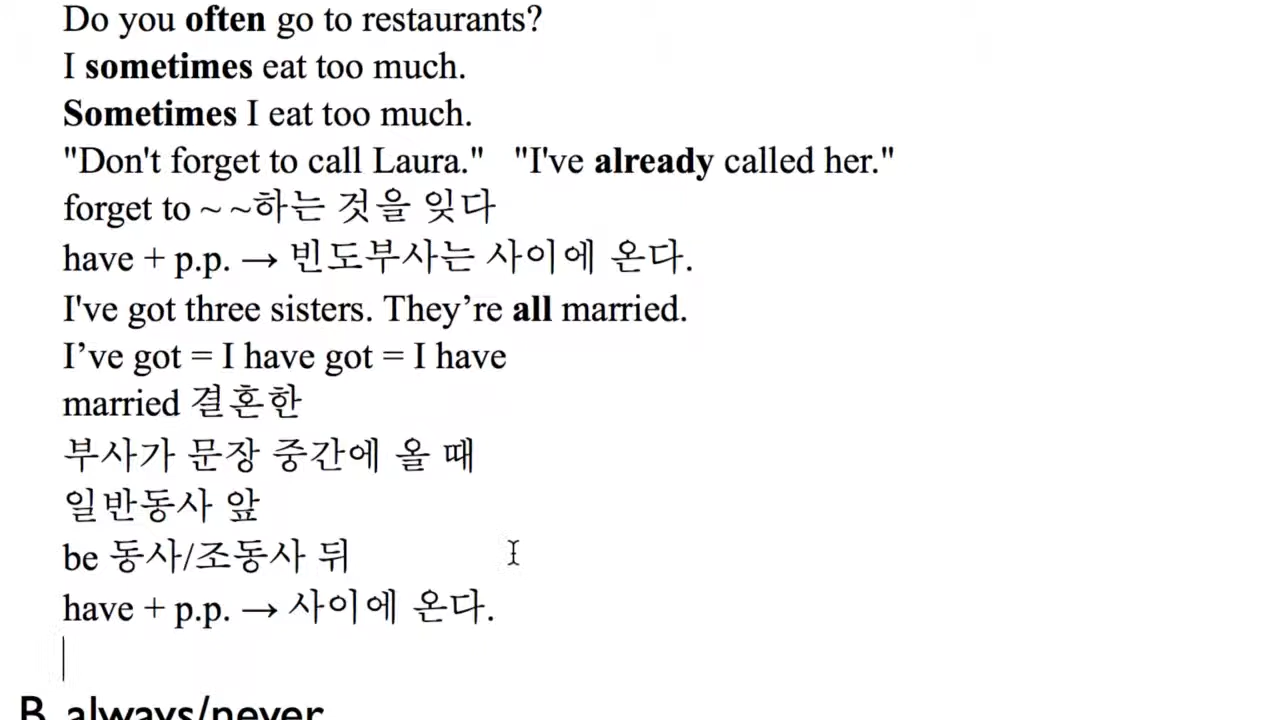 Do you often go to restaurants?
I sometimes eat too much.
Sometimes I eat too much.
"Don't forget to call Laura."   "I've already called her."
forget to ~ ~하는 것을 잊다
have + p.p. → 빈도부사는 사이에 온다.
I've got three sisters. They’re all married.
I’ve got = I have got = I have
married 결혼한
부사가 문장 중간에 올 때
일반동사 앞
be 동사/조동사 뒤
have + p.p. → 사이에 온다.
B. always/never